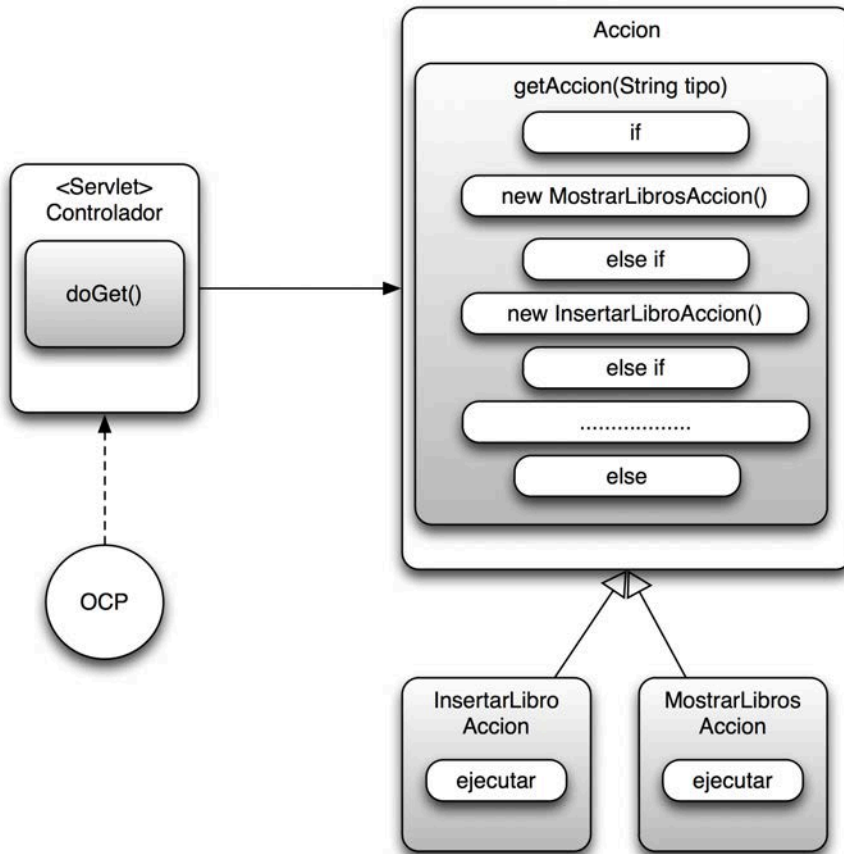 Accion
getAccion(String tipo)
if
new MostrarLibrosAccion()
else if
new InsertarLibroAccion()
else if
...................
else
<Servlet>
Controlador
doGet()
OCP
InsertarLibro
Accion
ejecutar
MostrarLibros
Accion
ejecutar